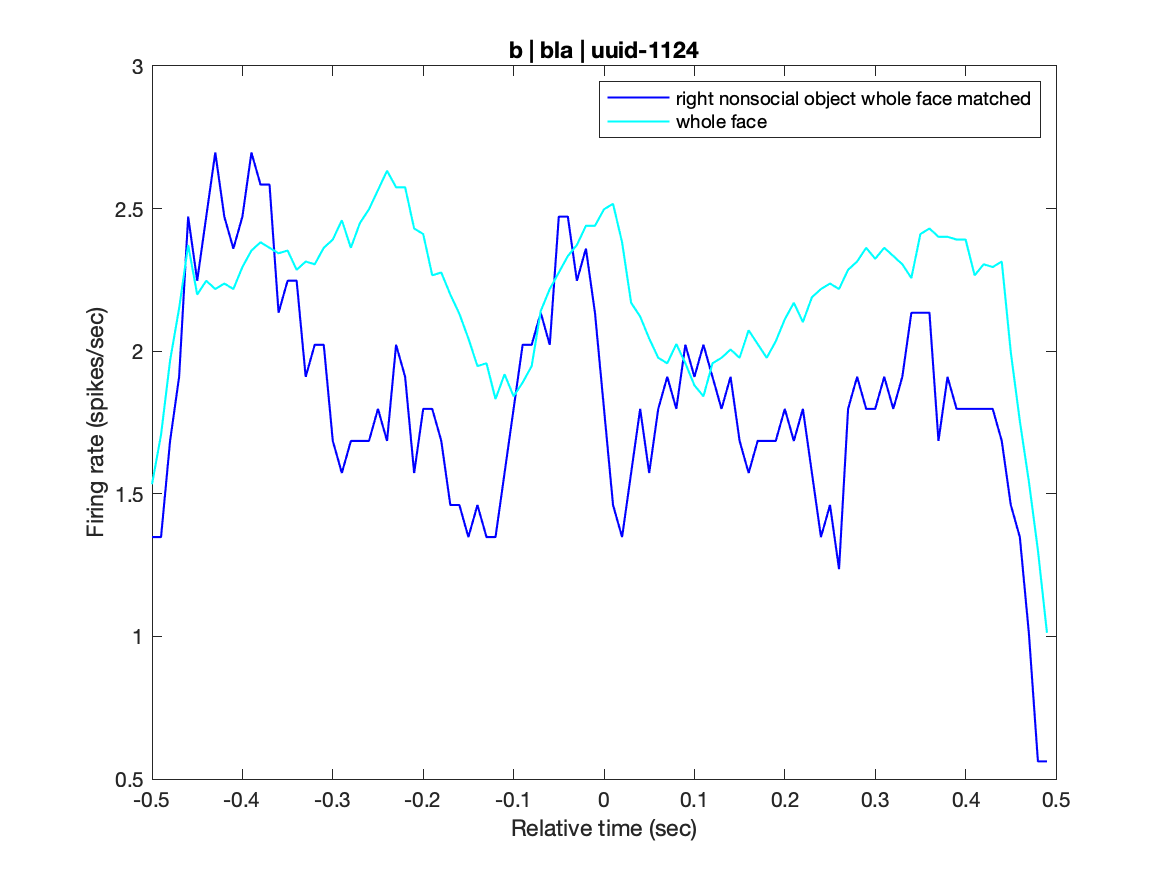 b | bla | uuid-1124
right nonsocial object whole face matched
whole face
Firing rate (spikes/sec)
3
2.5
2
1.5
1
0.5
-0.5 -0.4 -0.3 -0.2 -0.1 0 0.1 0.2 0.3 0.4 0.5
Relative time (sec)